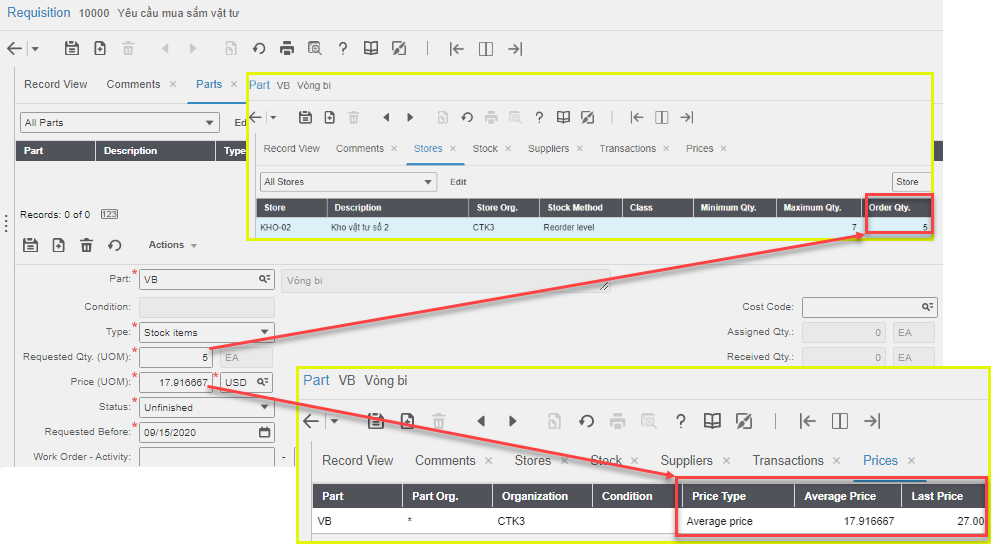 Requisition 10000 Yêu cầu mua sắm vật tư
Record View Comments × Parts ×
All Parts
Part Description Type
Records: 0 of 0 123
Actions
Part VB Vòng bi
?
Record View Comments × Stores × Stock × Suppliers × Transactions × Prices ×
All Stores Edit Store
Store Description Store Org. Stock Method Class Minimum Qty. Maximum Qty. Order Qty.
KHO-02 Kho vật tư số 2 CTK3 Reorder level 7 5
Part:* VB Vòng bi
Condition:
Type:* Stock items
Requested Qty. (UOM):* 5 EA
Price (UOM):* 17.916667 * USD
Status:* Unfinished
Requested Before:* 09/15/2020
Work Order - Activity: -
Cost Code:
Assigned Qty.: 0 EA
Received Qty.: 0 EA
Part VB Vòng bi
?
Record View Comments × Stores × Stock × Suppliers × Transactions × Prices ×
Part Part Org. Organization Condition Price Type Average Price Last Price
VB * CTK3 Average price 17.916667 27.00